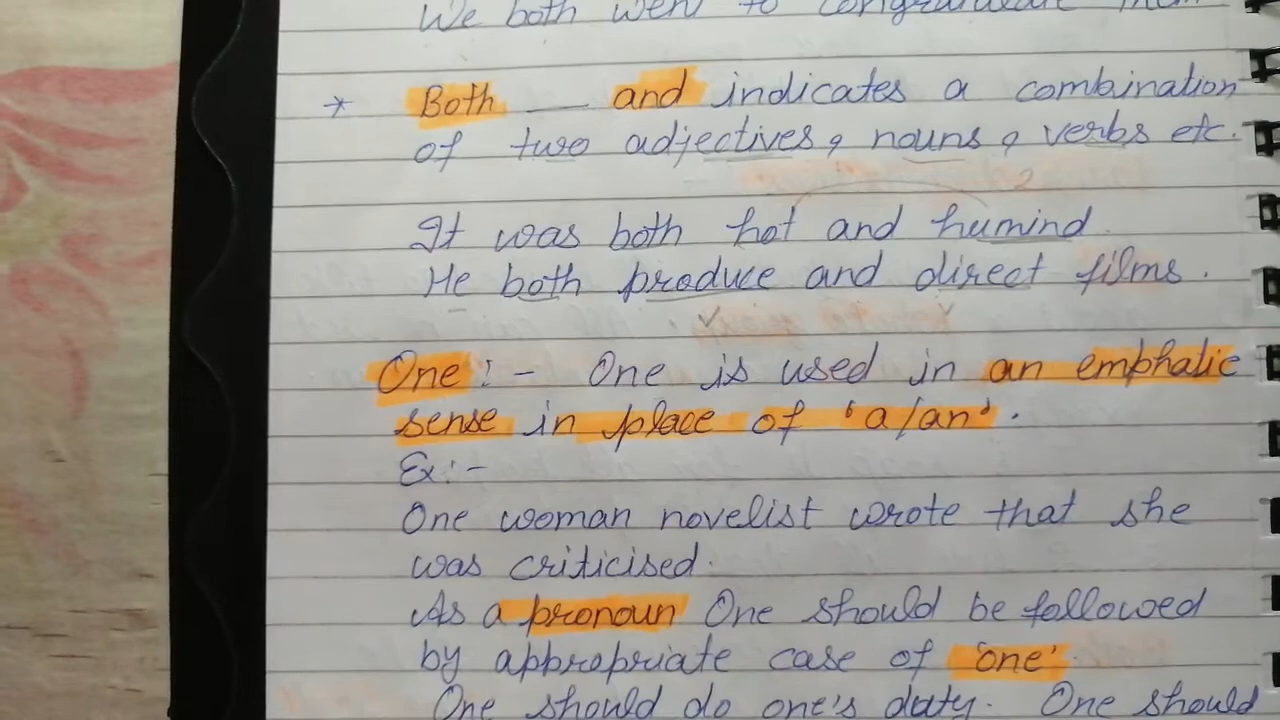 We both went to congratulate them
* Both __ and indicates a combination
of two adjectives, nouns, verbs etc.
It was both hot and humind.
He both produce and direct films.
One :- One is used in an emphatic
sense in place of 'a/an'.
Ex:-
One woman novelist wrote that she
was criticised.
As a pronoun One should be followed
by appropriate case of 'one'.
One should do one's duty. One should